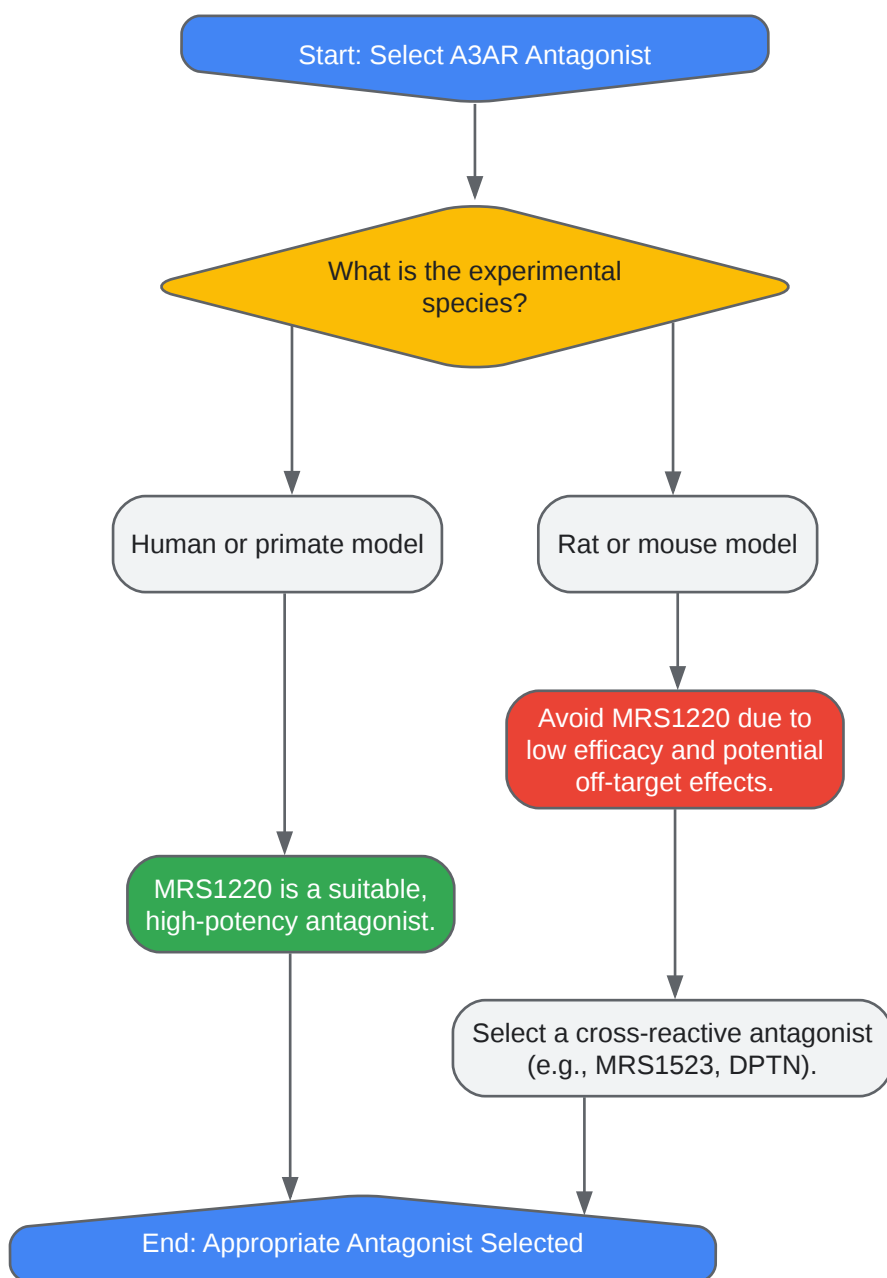 Start: Select A3AR Antagonist
What is the experimental
species?
Human or primate model
Rat or mouse model
Avoid MRS1220 due to
low efficacy and potential
off-target effects.
MRS1220 is a suitable,
high-potency antagonist.
Select a cross-reactive antagonist
(e.g., MRS1523, DPTN).
End: Appropriate Antagonist Selected